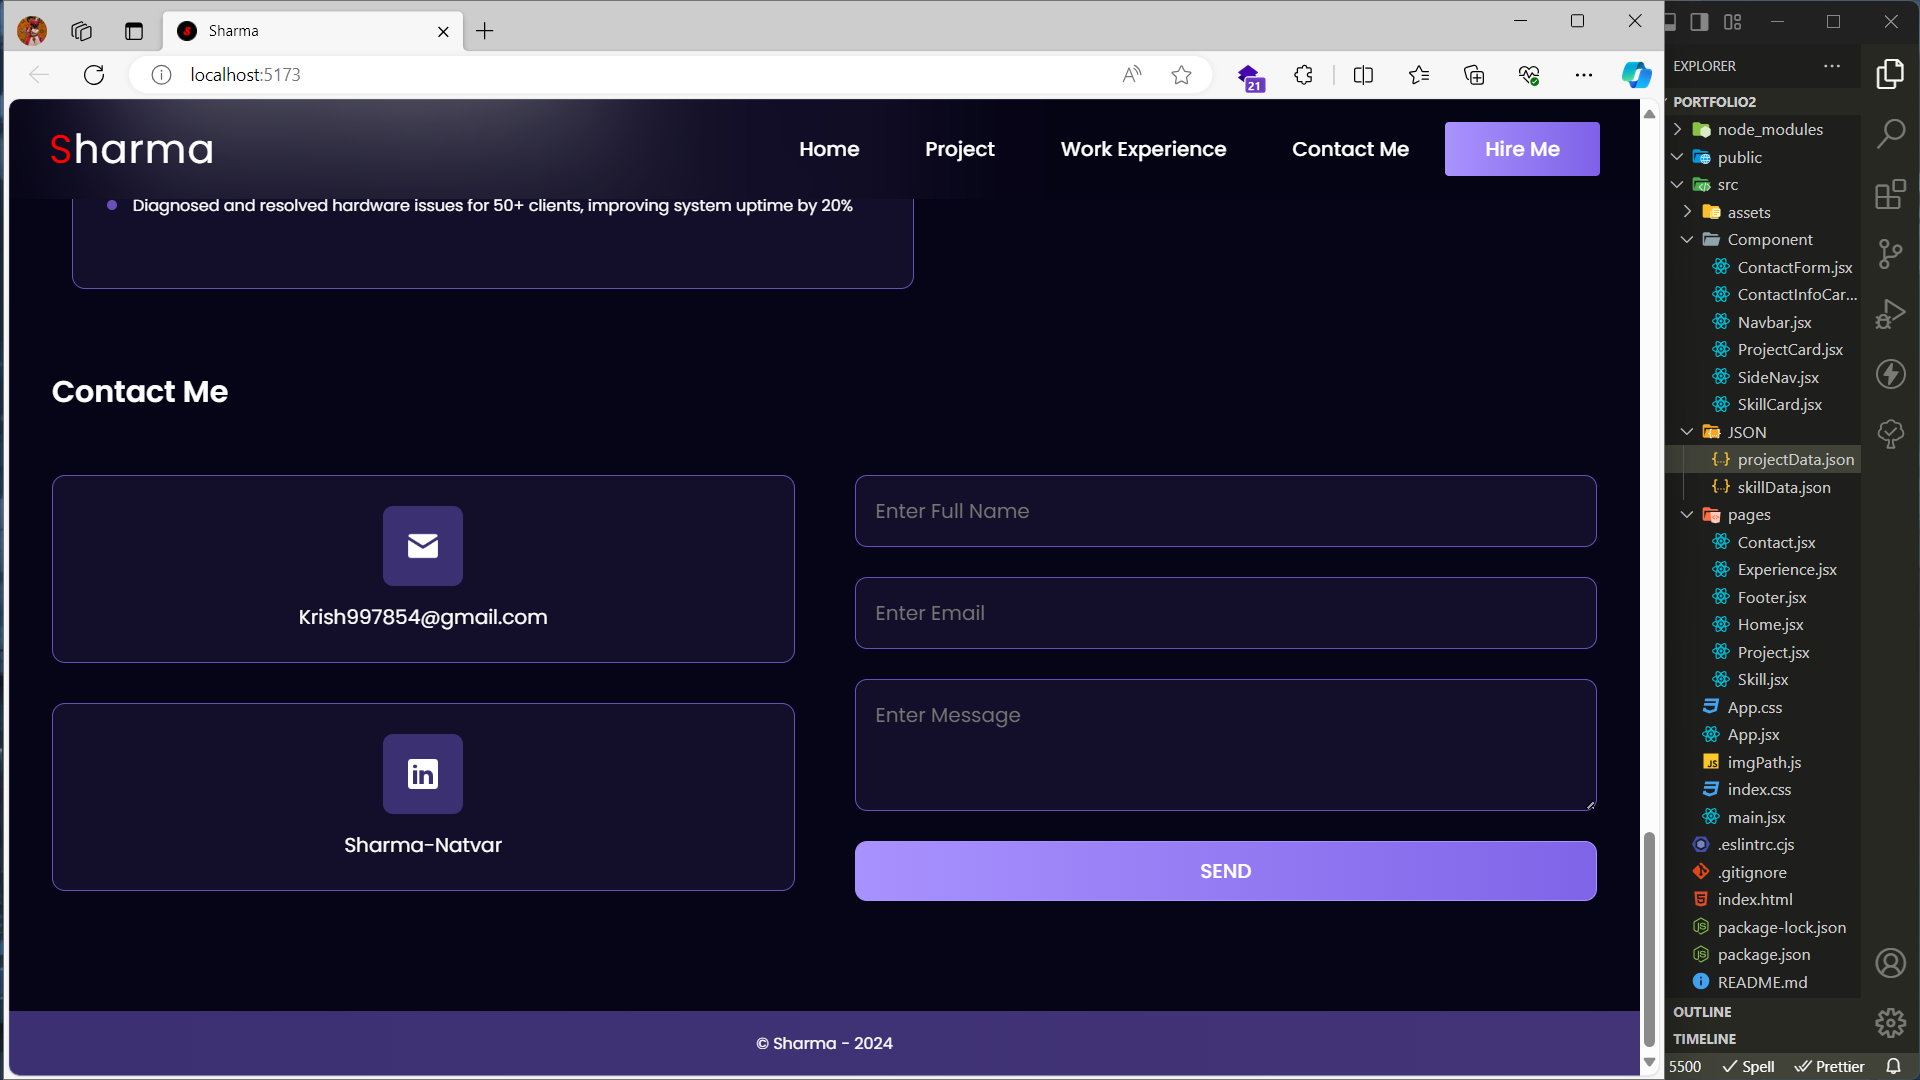 Sharma
localhost:5173
21
Sharma
Home
Project
Work Experience
Contact Me
Hire Me
Diagnosed and resolved hardware issues for 50+ clients, improving system uptime by 20%
Contact Me
Krish997854@gmail.com
Sharma-Natvar
Enter Full Name
Enter Email
Enter Message
SEND
© Sharma - 2024
EXPLORER
PORTFOLIO2
node_modules
public
src
assets
Component
ContactForm.jsx
ContactInfoCar...
Navbar.jsx
ProjectCard.jsx
SideNav.jsx
SkillCard.jsx
JSON
projectData.json
skillData.json
pages
Contact.jsx
Experience.jsx
Footer.jsx
Home.jsx
Project.jsx
Skill.jsx
App.css
App.jsx
imgPath.js
index.css
main.jsx
.eslintrc.cjs
.gitignore
index.html
package-lock.json
package.json
README.md
OUTLINE
TIMELINE
5500 Spell Prettier